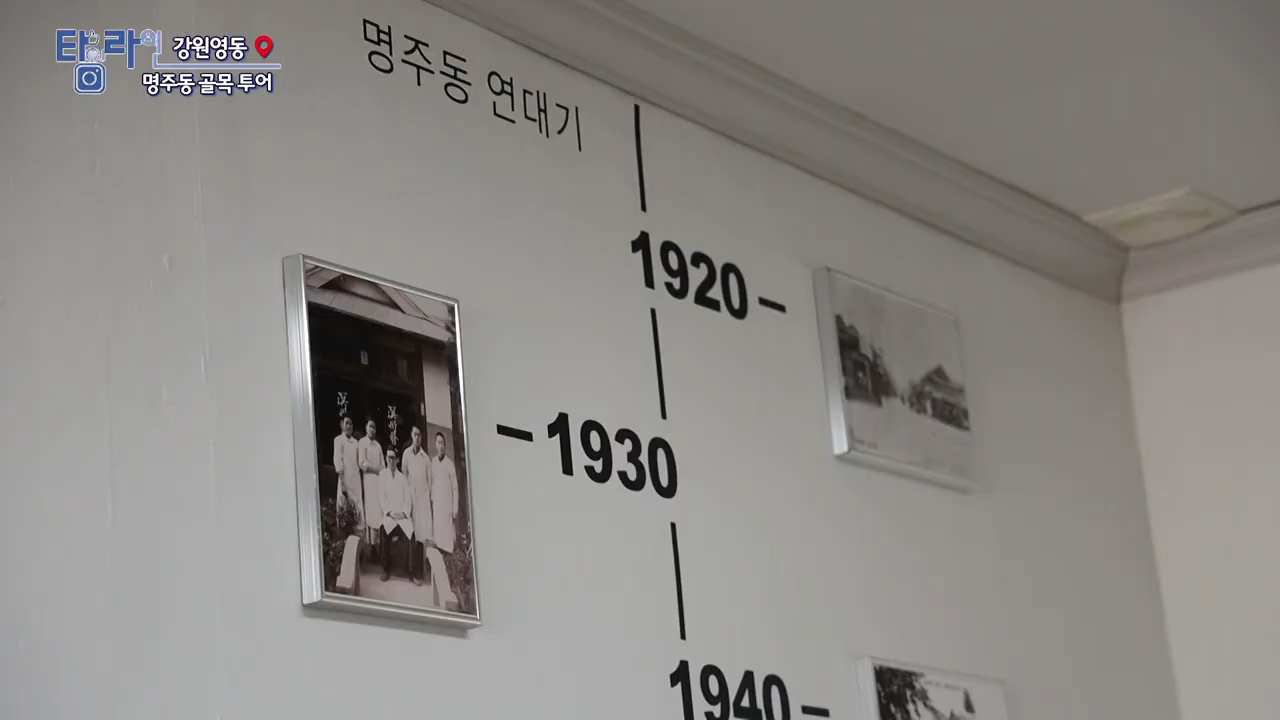 탐라인 강원영동
명주동 골목 투어
명주동 연대기
1920 –
– 1930
1940 –